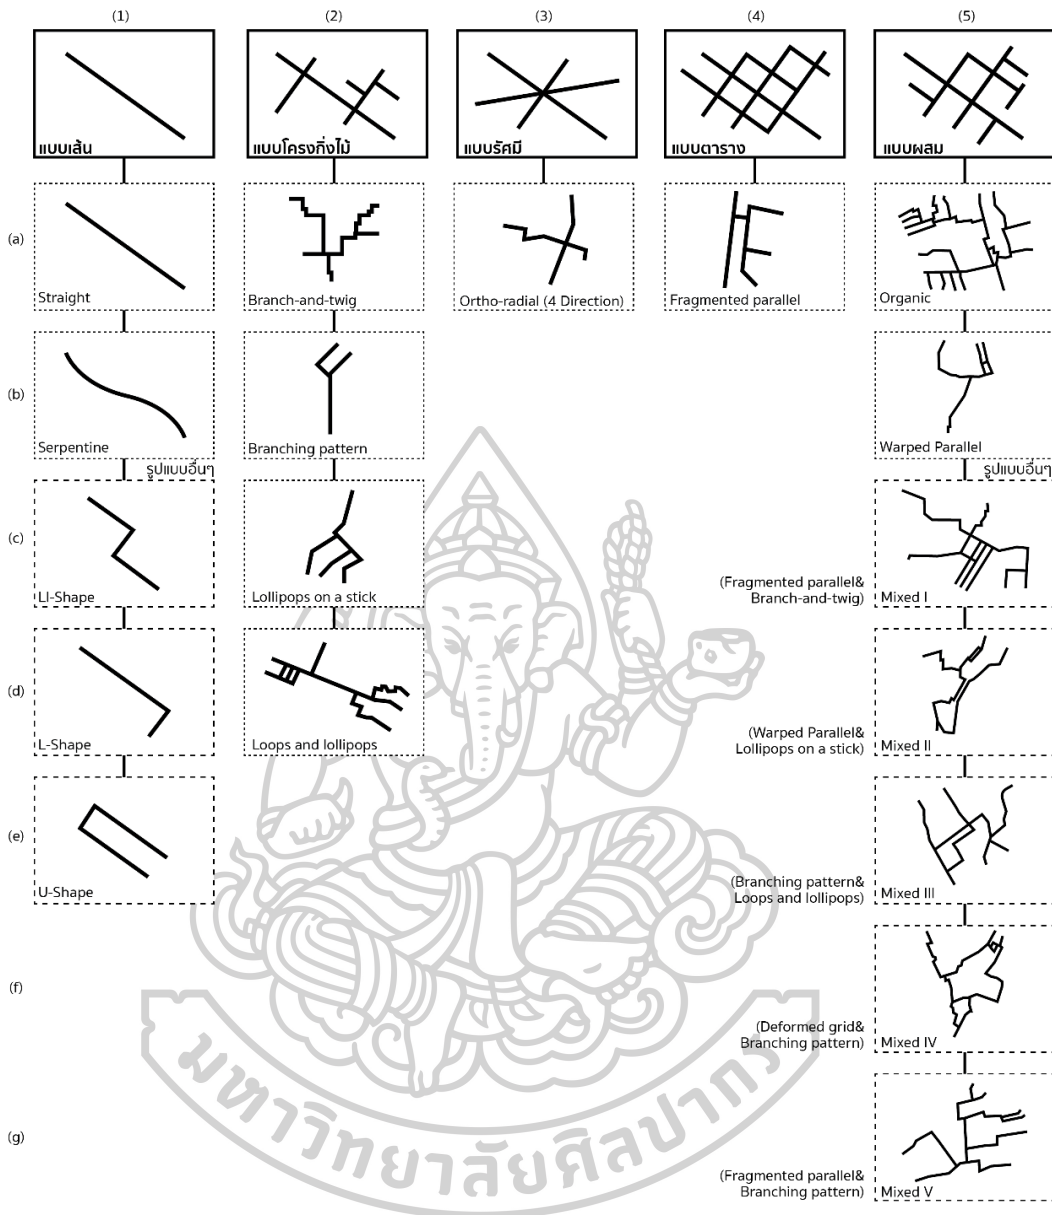 (1) (2) (3) (4) (5)
แบบเส้น แบบโครงกิ่งไม้ แบบรัศมี แบบตาราง แบบผสม
(a)
Straight Branch-and-twig Ortho-radial (4 Direction) Fragmented parallel Organic
(b)
Serpentine Branching pattern Warped Parallel
รูปแบบอื่นๆ รูปแบบอื่นๆ
(c)
(Fragmented parallel&
Branch-and-twig)
LI-Shape Lollipops on a stick Mixed I
(d)
(Warped Parallel&
Lollipops on a stick)
L-Shape Loops and lollipops Mixed II
(e)
(Branching pattern&
Loops and lollipops)
U-Shape Mixed III
(f)
(Deformed grid&
Branching pattern)
Mixed IV
(g)
(Fragmented parallel&
Branching pattern)
Mixed V
มหาวิทยาลัยศิลปากร